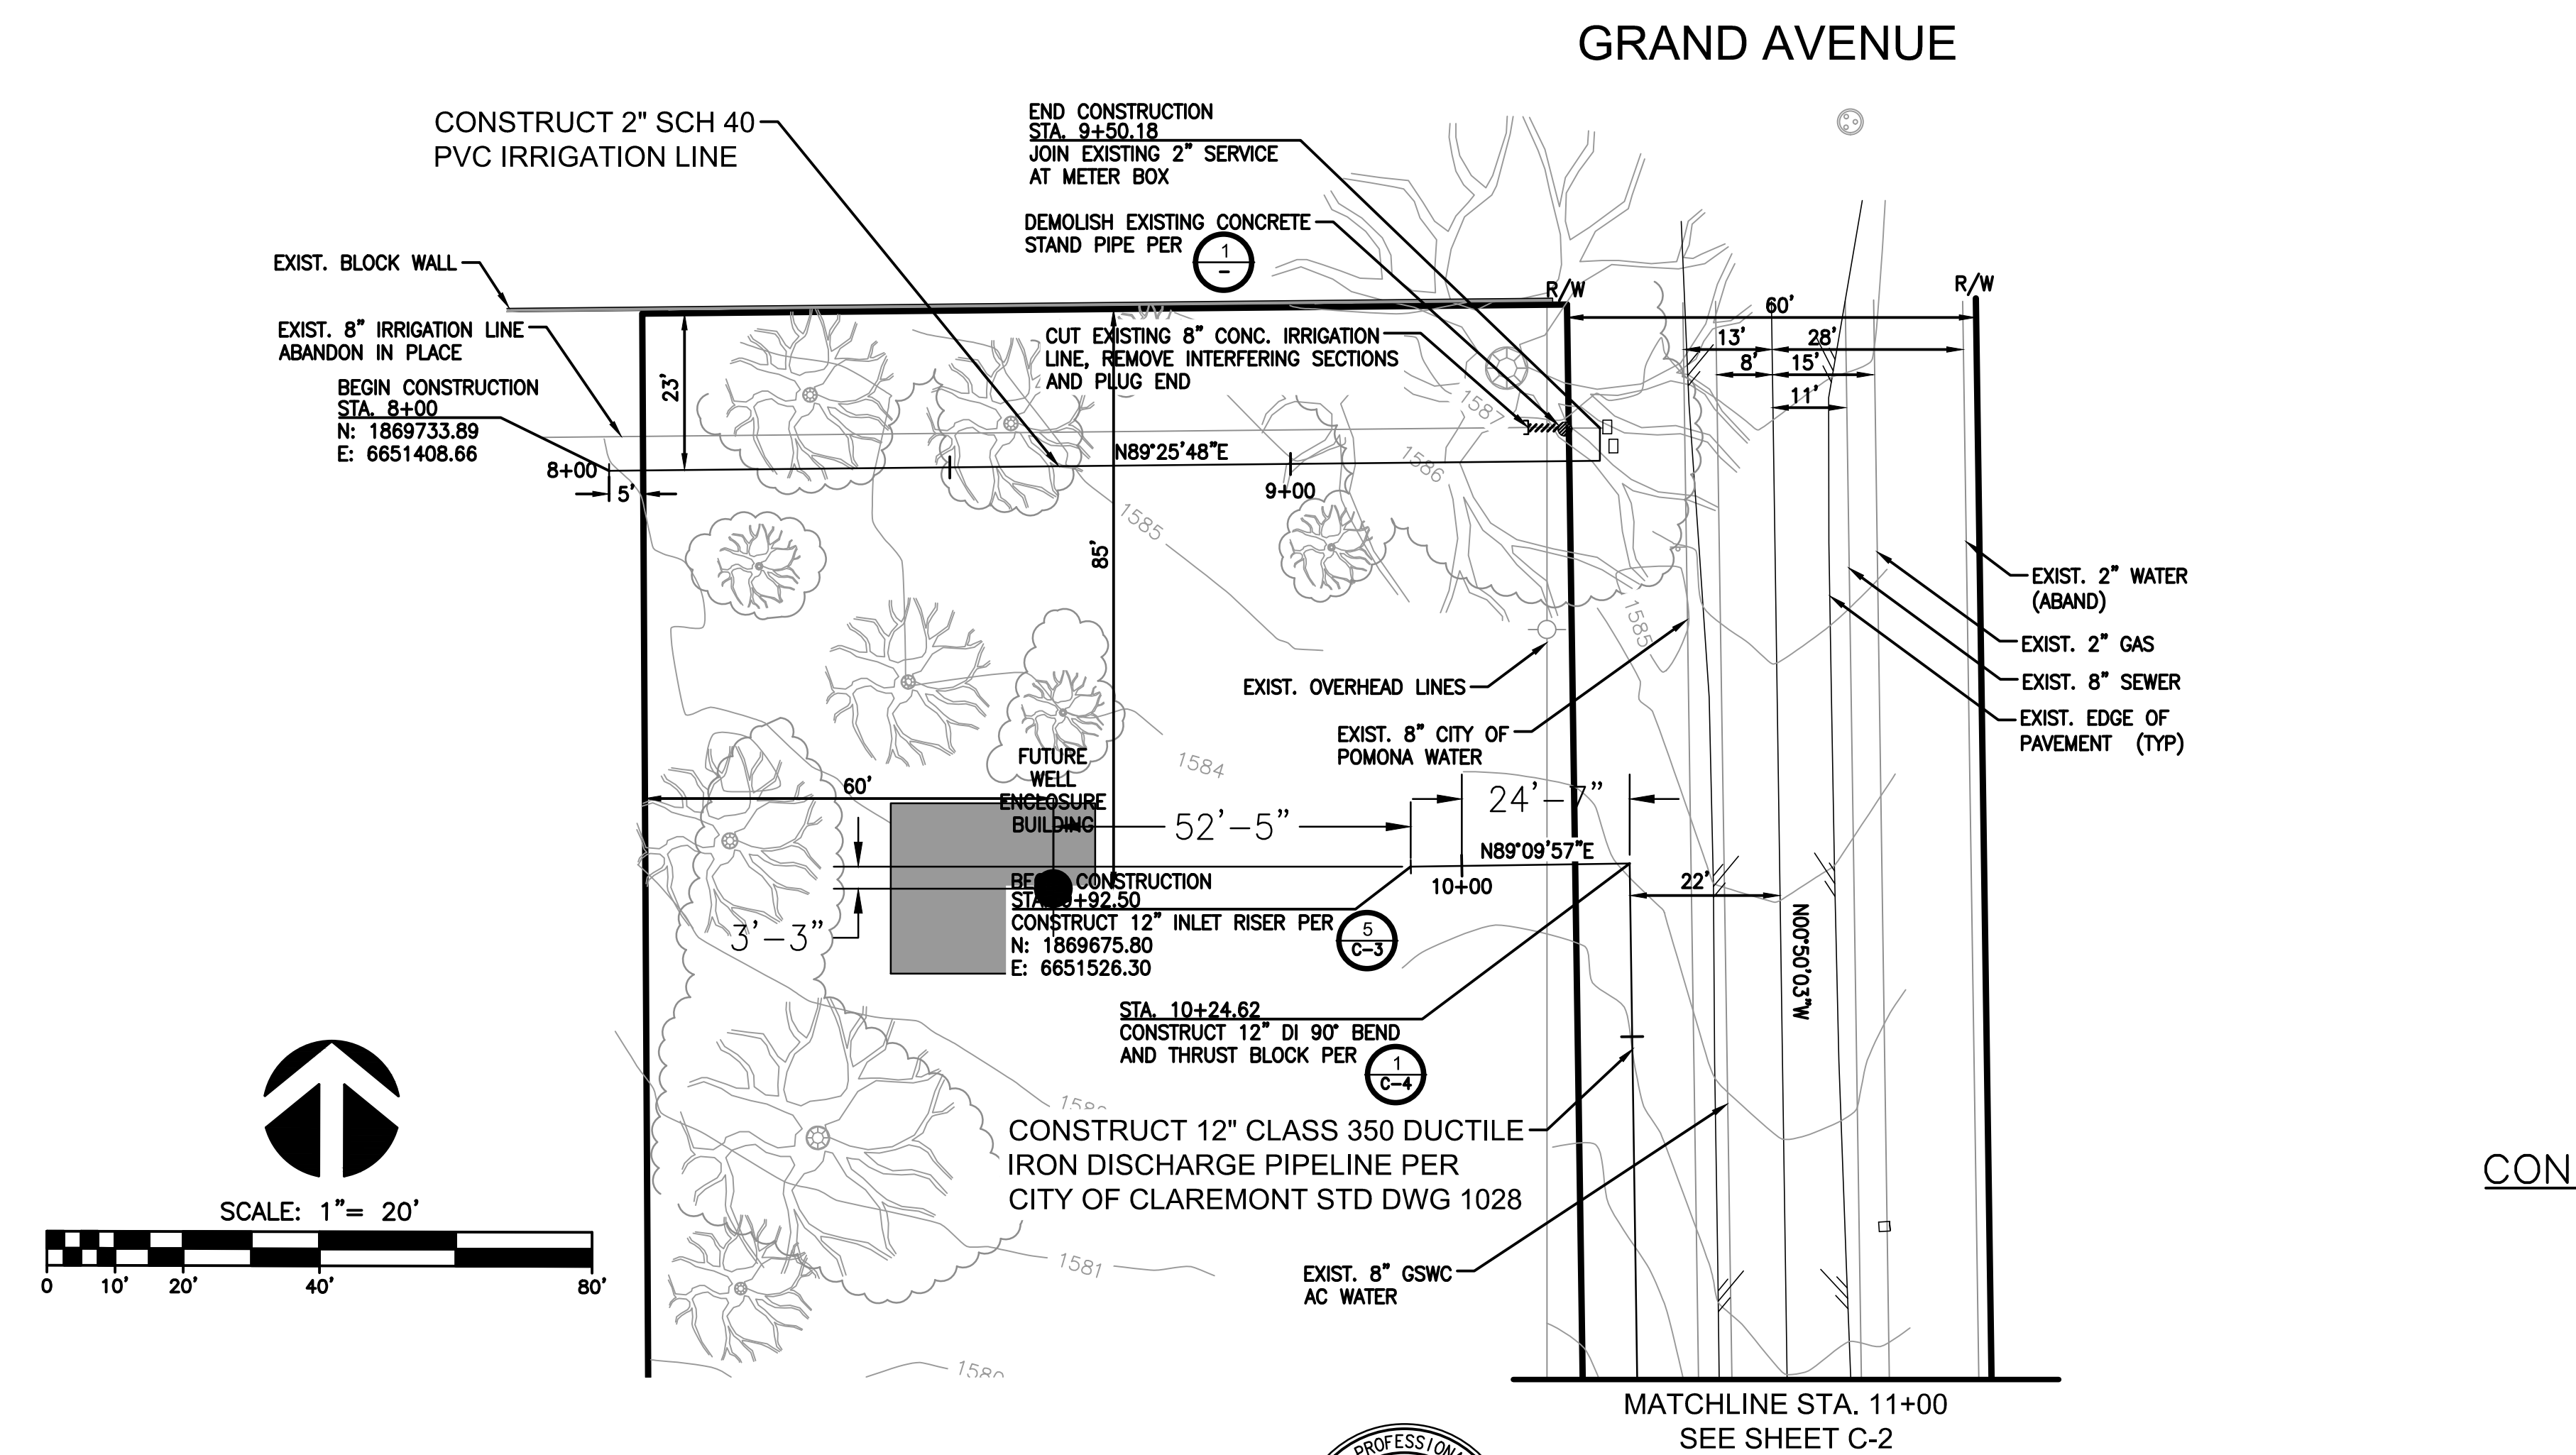 GRAND AVENUE
CONSTRUCT 2" SCH 40
PVC IRRIGATION LINE
END CONSTRUCTION
STA. 9+50.18
JOIN EXISTING 2" SERVICE
AT METER BOX
DEMOLISH EXISTING CONCRETE
STAND PIPE PER
1
-
EXIST. BLOCK WALL
EXIST. 8" IRRIGATION LINE
ABANDON IN PLACE
BEGIN CONSTRUCTION
STA. 8+00
N: 1869733.89
E: 6651408.66
8+00
5'
23'
CUT EXISTING 8" CONC. IRRIGATION
LINE, REMOVE INTERFERING SECTIONS
AND PLUG END
N89°25'48"E
9+00
R/W
R/W
60'
13'
28'
8'
15'
11'
1587
1586
1585
1585
85'
EXIST. 2" WATER
(ABAND)
EXIST. 2" GAS
EXIST. 8" SEWER
EXIST. EDGE OF
PAVEMENT (TYP)
EXIST. OVERHEAD LINES
EXIST. 8" CITY OF
POMONA WATER
1584
FUTURE
WELL
ENCLOSURE
BUILDING
60'
52'-5"
24'-7"
N89°09'57"E
10+00
22'
N00°50'03"W
3'-3"
CONSTRUCTION
+92.50
CONSTRUCT 12" INLET RISER PER
N: 1869675.80
E: 6651526.30
5
C-3
STA. 10+24.62
CONSTRUCT 12" DI 90° BEND
AND THRUST BLOCK PER
1
C-4
CONSTRUCT 12" CLASS 350 DUCTILE
IRON DISCHARGE PIPELINE PER
CITY OF CLAREMONT STD DWG 1028
1581
EXIST. 8" GSWC
AC WATER
1580
SCALE: 1"= 20'
0 10' 20' 40' 80'
MATCHLINE STA. 11+00
SEE SHEET C-2
CON
PROFESSIONA